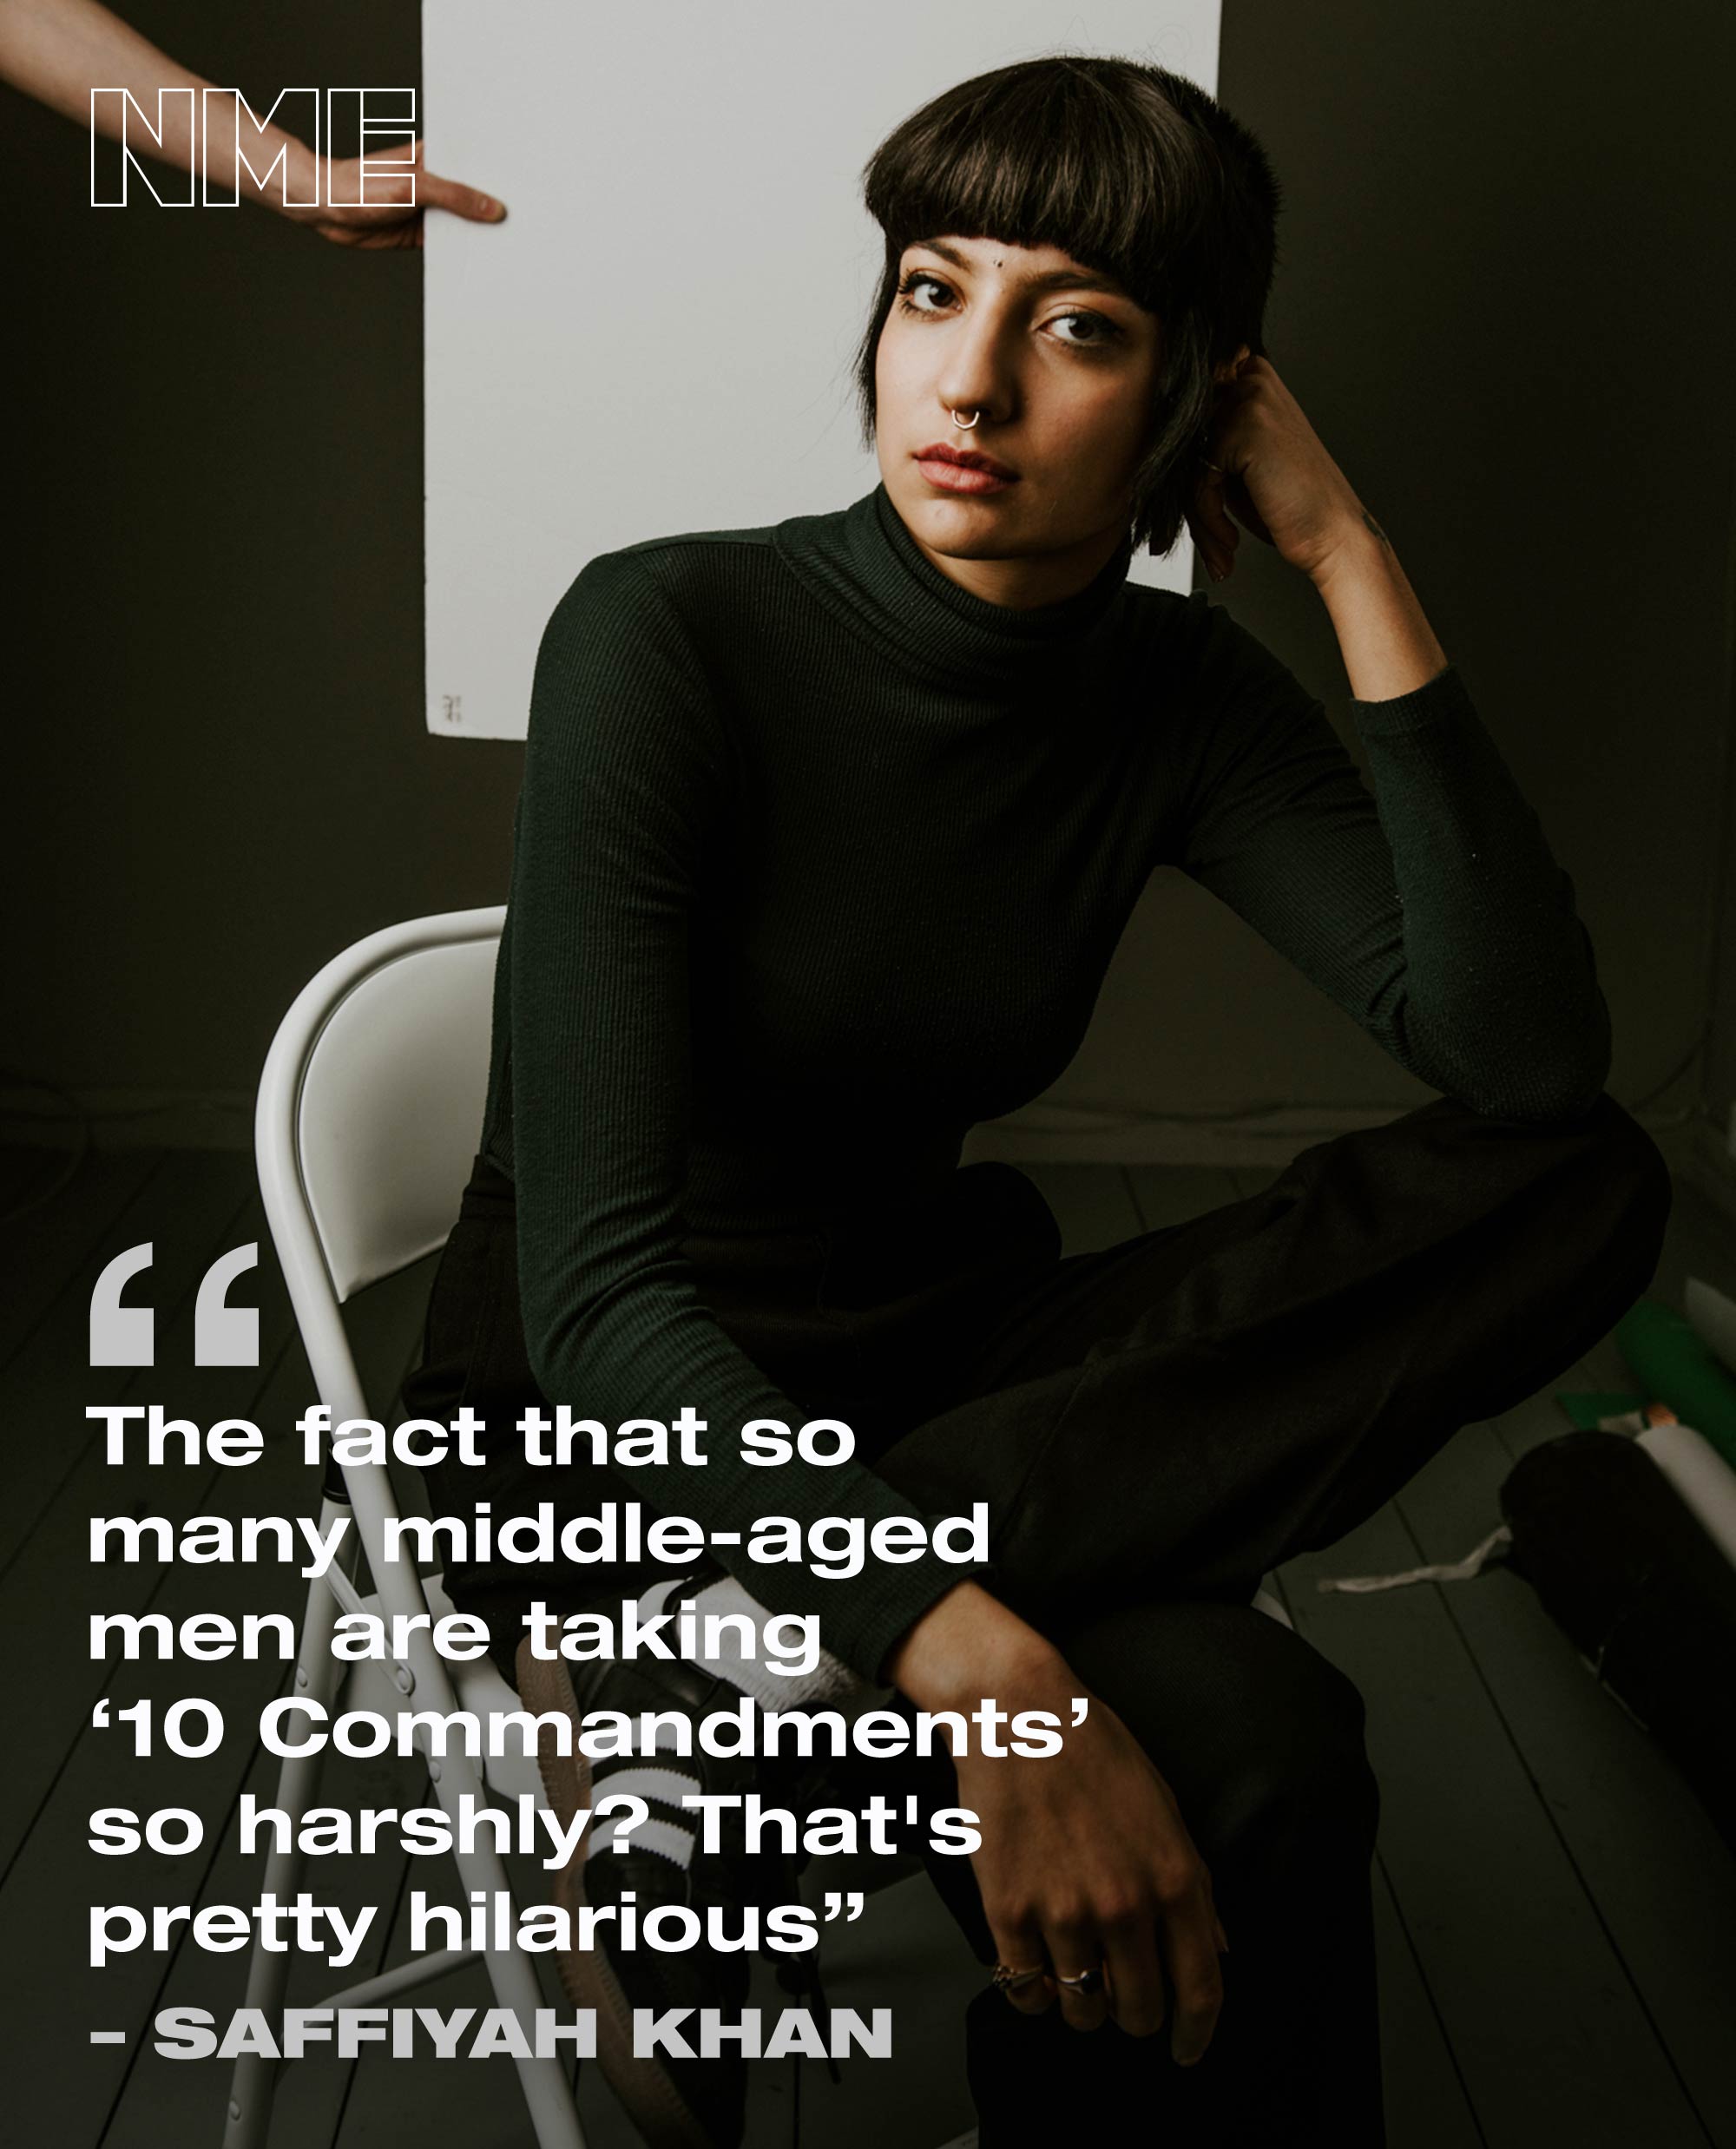 NME
“
The fact that so
many middle-aged
men are taking
‘10 Commandments’
so harshly? That's
pretty hilarious”
– SAFFIYAH KHAN